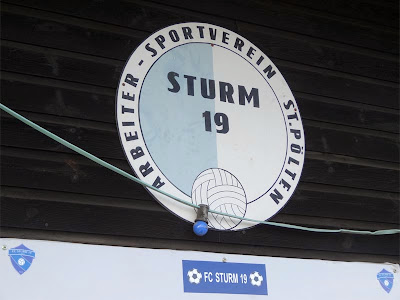 ARBEITER-SPORTVEREIN ST.PÖLTEN
STURM
19
FC STURM 19